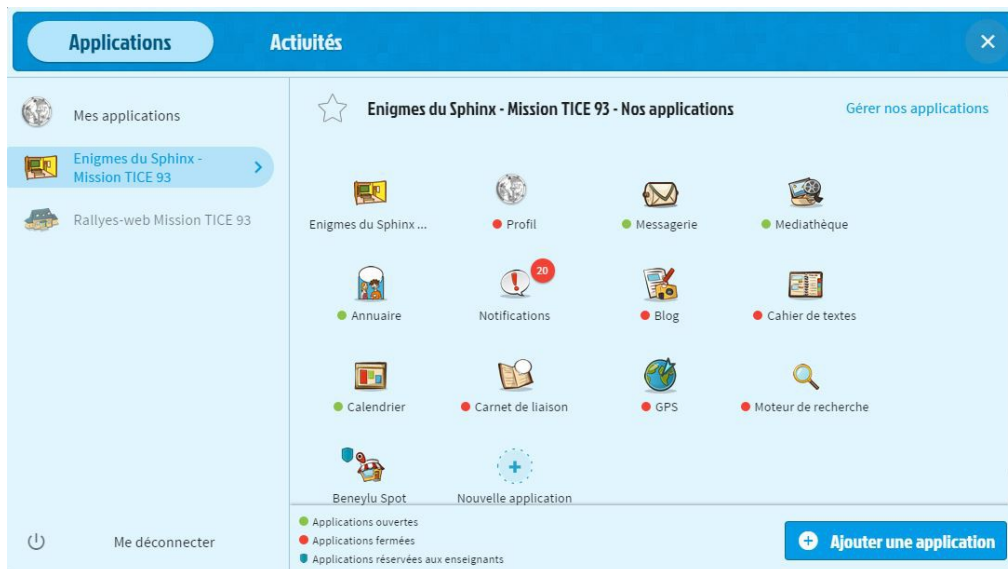 Applications
Activités
Mes applications
Enigmes du Sphinx -
Mission TICE 93
Rallyes-web Mission TICE 93
Me déconnecter
Enigmes du Sphinx - Mission TICE 93 - Nos applications
Gérer nos applications
Enigmes du Sphinx ...
Profil
Messagerie
Mediathèque
Annuaire
20
Notifications
Blog
Cahier de textes
Calendrier
Carnet de liaison
GPS
Moteur de recherche
Beneylu Spot
Nouvelle application
Applications ouvertes
Applications fermées
Applications réservées aux enseignants
Ajouter une application